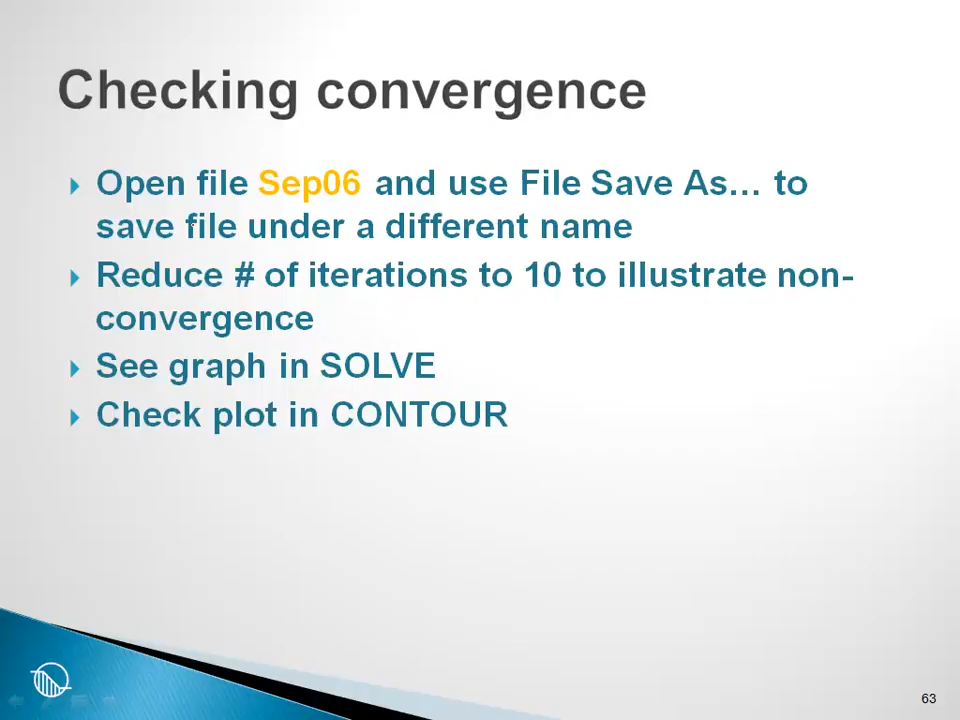 Checking convergence
Open file Sep06 and use File Save As… to
save file under a different name
Reduce # of iterations to 10 to illustrate non-
convergence
See graph in SOLVE
Check plot in CONTOUR
63